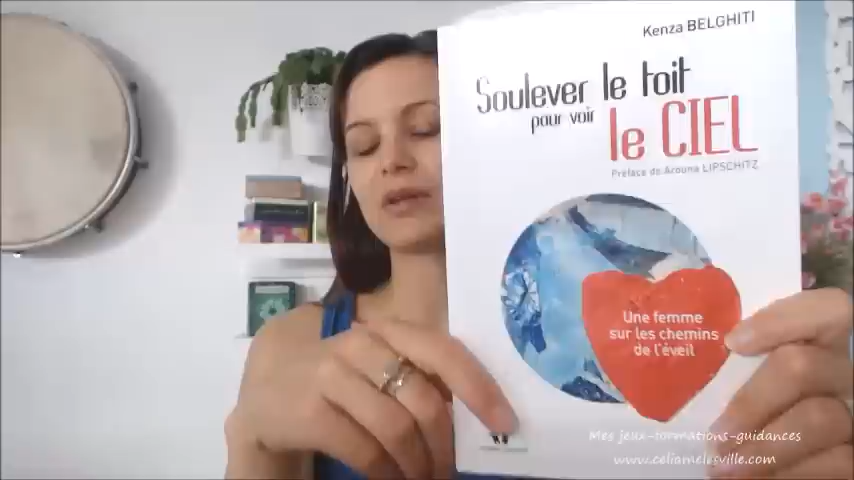 Kenza BELGHITI
Soulever le toit
pour voir
le CIEL
Préface de Arouna LIPSCHITZ
Une femme
sur les chemins
de l'éveil
Mes jeux-formations-guidances
www.celiamelesville.com